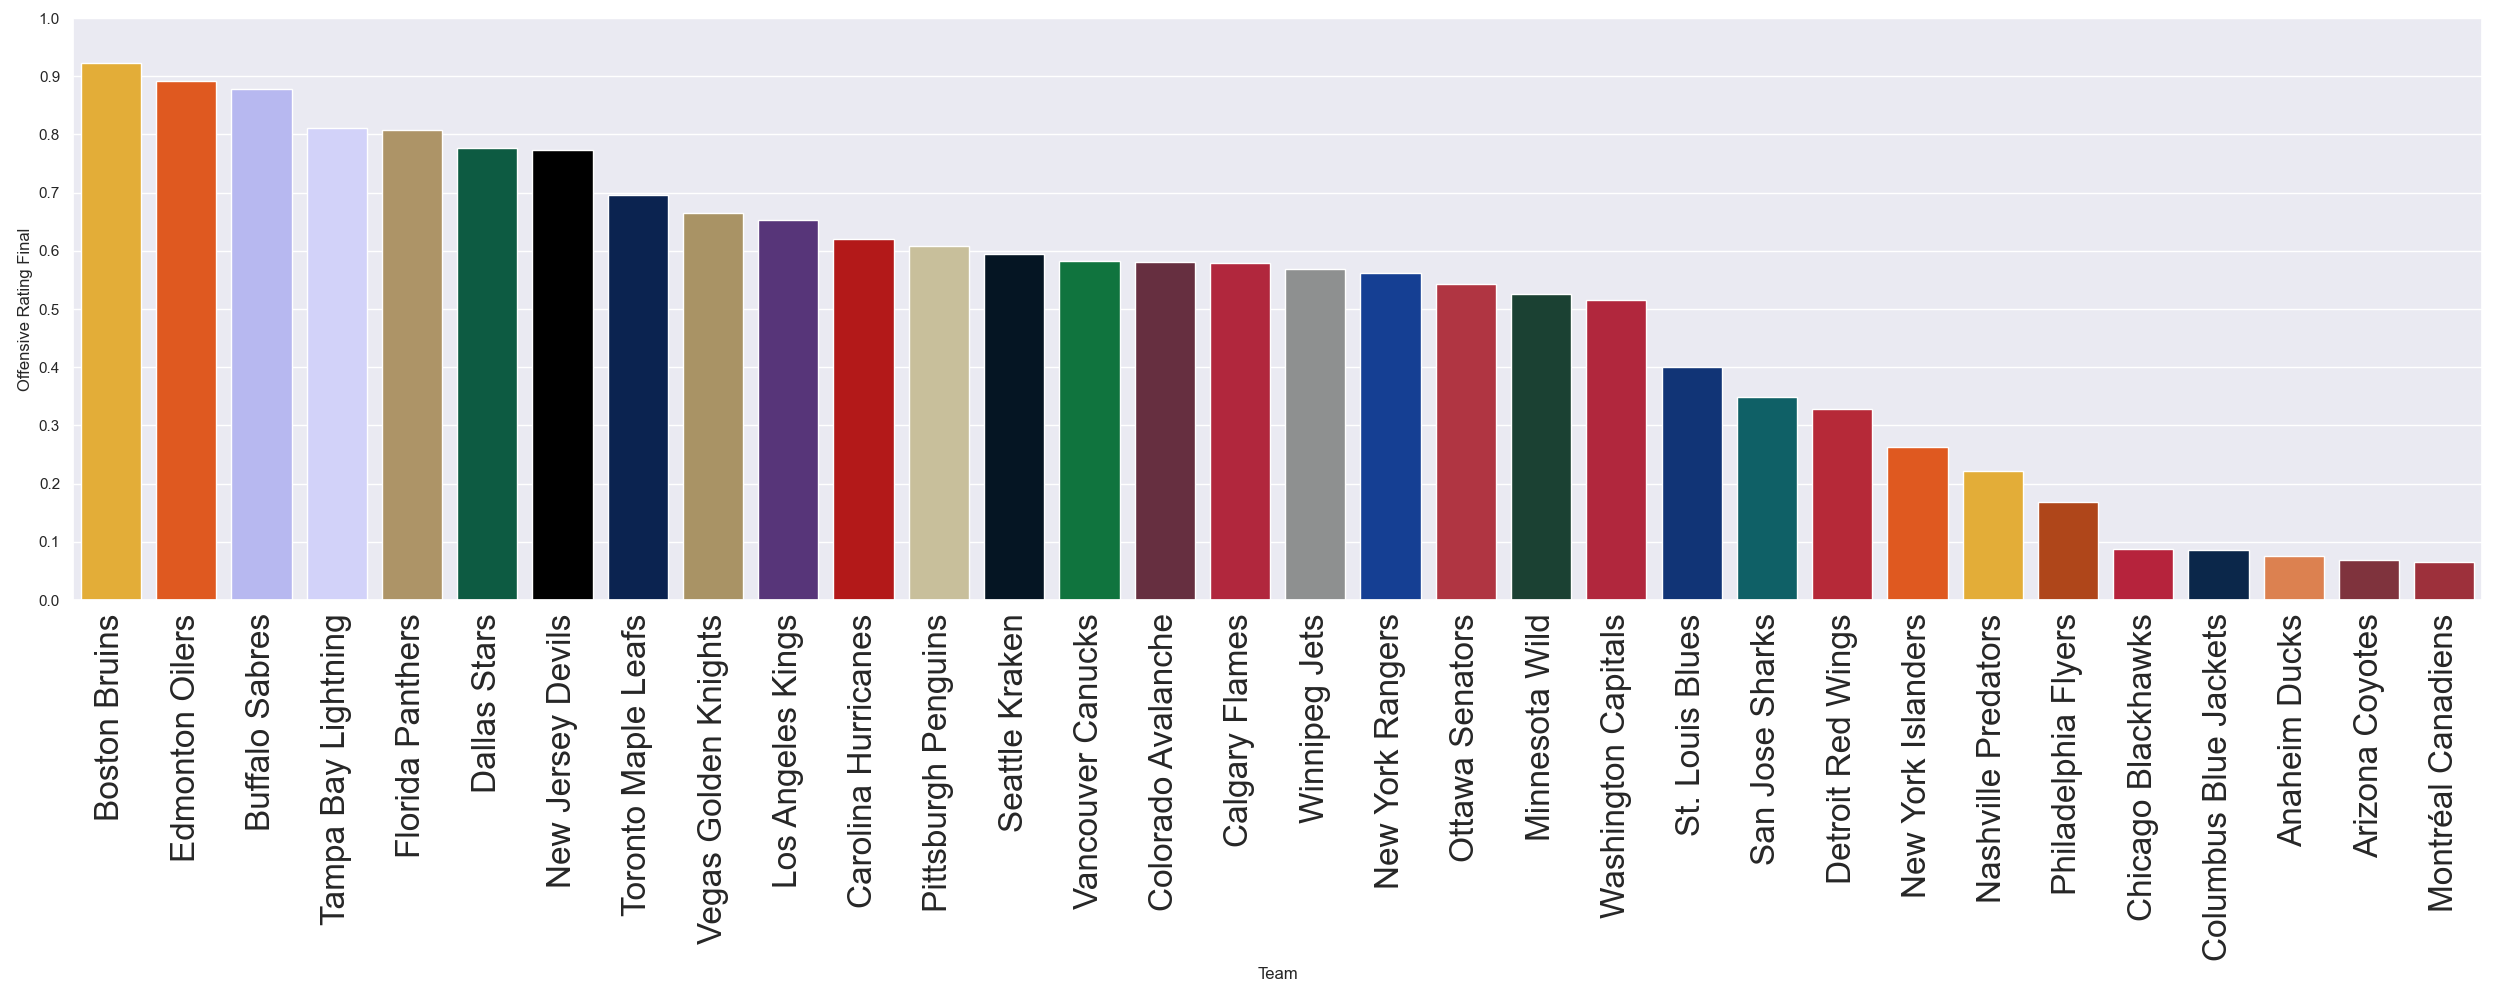 1.0
0.9
0.8
0.7
0.6
0.5
0.4
0.3
0.2
0.1
0.0
Offensive Rating Final
Boston Bruins
Edmonton Oilers
Buffalo Sabres
Tampa Bay Lightning
Florida Panthers
Dallas Stars
New Jersey Devils
Toronto Maple Leafs
Vegas Golden Knights
Los Angeles Kings
Carolina Hurricanes
Pittsburgh Penguins
Seattle Kraken
Vancouver Canucks
Colorado Avalanche
Calgary Flames
Winnipeg Jets
New York Rangers
Ottawa Senators
Minnesota Wild
Washington Capitals
St. Louis Blues
San Jose Sharks
Detroit Red Wings
New York Islanders
Nashville Predators
Philadelphia Flyers
Chicago Blackhawks
Columbus Blue Jackets
Anaheim Ducks
Arizona Coyotes
Montréal Canadiens
Team